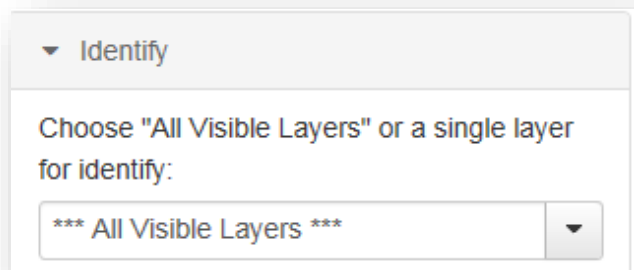 Identify
Choose "All Visible Layers" or a single layer
for identify:
*** All Visible Layers ***